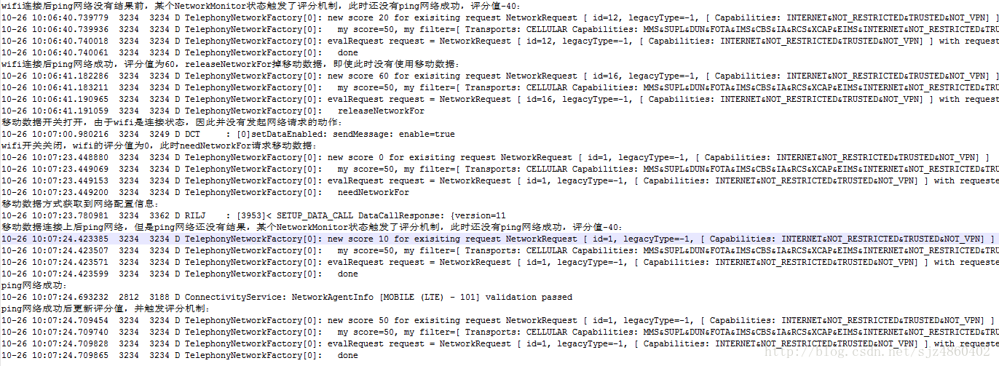 wifi连接后ping网络没有结果前，某个NetworkMonitor状态触发了评分机制，此时还没有ping网络成功，评分值-40：
10-26 10:06:40.739779  3234  3234 D TelephonyNetworkFactory[0]: new score 20 for exisiting request NetworkRequest [ id=12, legacyType=-1, [ Capabilities: INTERNET&NOT_RESTRICTED&TRUSTED&NOT_VPN] ]
10-26 10:06:40.739936  3234  3234 D TelephonyNetworkFactory[0]:   my score=50, my filter=[ Transports: CELLULAR Capabilities: MMS&SUPL&DUN&FOTA&IMS&CBS&IA&RCS&XCAP&EIMS&INTERNET&NOT_RESTRICTED&TRU
10-26 10:06:40.740018  3234  3234 D TelephonyNetworkFactory[0]: evalRequest request = NetworkRequest [ id=12, legacyType=-1, [ Capabilities: INTERNET&NOT_RESTRICTED&TRUSTED&NOT_VPN] ] with request
10-26 10:06:40.740061  3234  3234 D TelephonyNetworkFactory[0]:   done
wifi连接后ping网络成功，评分值为60，releaseNetworkFor掉移动数据，即使此时没有使用移动数据：
10-26 10:06:41.182286  3234  3234 D TelephonyNetworkFactory[0]: new score 60 for exisiting request NetworkRequest [ id=16, legacyType=-1, [ Capabilities: INTERNET&NOT_RESTRICTED&TRUSTED&NOT_VPN] ]
10-26 10:06:41.183211  3234  3234 D TelephonyNetworkFactory[0]:   my score=50, my filter=[ Transports: CELLULAR Capabilities: MMS&SUPL&DUN&FOTA&IMS&CBS&IA&RCS&XCAP&EIMS&INTERNET&NOT_RESTRICTED&TRU
10-26 10:06:41.190965  3234  3234 D TelephonyNetworkFactory[0]: evalRequest request = NetworkRequest [ id=16, legacyType=-1, [ Capabilities: INTERNET&NOT_RESTRICTED&TRUSTED&NOT_VPN] ] with request
10-26 10:06:41.191059  3234  3234 D TelephonyNetworkFactory[0]:   releaseNetworkFor
移动数据开关打开，由于wifi是连接状态，因此并没有发起网络请求的动作：
10-26 10:07:00.980216  3234  3249 D DCT     : [0]setDataEnabled: sendMessage: enable=true
wifi开关关闭，wifi的评分值为0，此时needNetworkFor请求移动数据：
10-26 10:07:23.448880  3234  3234 D TelephonyNetworkFactory[0]: new score 0 for exisiting request NetworkRequest [ id=1, legacyType=-1, [ Capabilities: INTERNET&NOT_RESTRICTED&TRUSTED&NOT_VPN] ]
10-26 10:07:23.449069  3234  3234 D TelephonyNetworkFactory[0]:   my score=50, my filter=[ Transports: CELLULAR Capabilities: MMS&SUPL&DUN&FOTA&IMS&CBS&IA&RCS&XCAP&EIMS&INTERNET&NOT_RESTRICTED&TRU
10-26 10:07:23.449153  3234  3234 D TelephonyNetworkFactory[0]: evalRequest request = NetworkRequest [ id=1, legacyType=-1, [ Capabilities: INTERNET&NOT_RESTRICTED&TRUSTED&NOT_VPN] ] with requeste
10-26 10:07:23.449200  3234  3234 D TelephonyNetworkFactory[0]:   needNetworkFor
移动数据方式获取到网络配置信息：
10-26 10:07:23.780981  3234  3362 D RILJ    : [3953]< SETUP_DATA_CALL DataCallResponse: {version=11
移动数据连接上后ping网络，但是ping网络还没有结果，某个NetworkMonitor状态触发了评分机制，此时还没有ping网络成功，评分值-40：
10-26 10:07:24.423385  3234  3234 D TelephonyNetworkFactory[0]: new score 10 for exisiting request NetworkRequest [ id=1, legacyType=-1, [ Capabilities: INTERNET&NOT_RESTRICTED&TRUSTED&NOT_VPN] ]
10-26 10:07:24.423507  3234  3234 D TelephonyNetworkFactory[0]:   my score=50, my filter=[ Transports: CELLULAR Capabilities: MMS&SUPL&DUN&FOTA&IMS&CBS&IA&RCS&XCAP&EIMS&INTERNET&NOT_RESTRICTED&TRU
10-26 10:07:24.423571  3234  3234 D TelephonyNetworkFactory[0]: evalRequest request = NetworkRequest [ id=1, legacyType=-1, [ Capabilities: INTERNET&NOT_RESTRICTED&TRUSTED&NOT_VPN] ] with requeste
10-26 10:07:24.423599  3234  3234 D TelephonyNetworkFactory[0]:   done
ping网络成功：
10-26 10:07:24.693232  2812  3188 D ConnectivityService: NetworkAgentInfo [MOBILE (LTE) - 101] validation passed
ping网络成功后更新评分值，并触发评分机制：
10-26 10:07:24.709454  3234  3234 D TelephonyNetworkFactory[0]: new score 50 for exisiting request NetworkRequest [ id=1, legacyType=-1, [ Capabilities: INTERNET&NOT_RESTRICTED&TRUSTED&NOT_VPN] ]
10-26 10:07:24.709740  3234  3234 D TelephonyNetworkFactory[0]:   my score=50, my filter=[ Transports: CELLULAR Capabilities: MMS&SUPL&DUN&FOTA&IMS&CBS&IA&RCS&XCAP&EIMS&INTERNET&NOT_RESTRICTED&TRU
10-26 10:07:24.709828  3234  3234 D TelephonyNetworkFactory[0]: evalRequest request = NetworkRequest [ id=1, legacyType=-1, [ Capabilities: INTERNET&NOT_RESTRICTED&TRUSTED&NOT_VPN] ] with requeste
10-26 10:07:24.709865  3234  3234 D TelephonyNetworkFactory[0]:   done
http://blog.csdn.net/sjz4860402